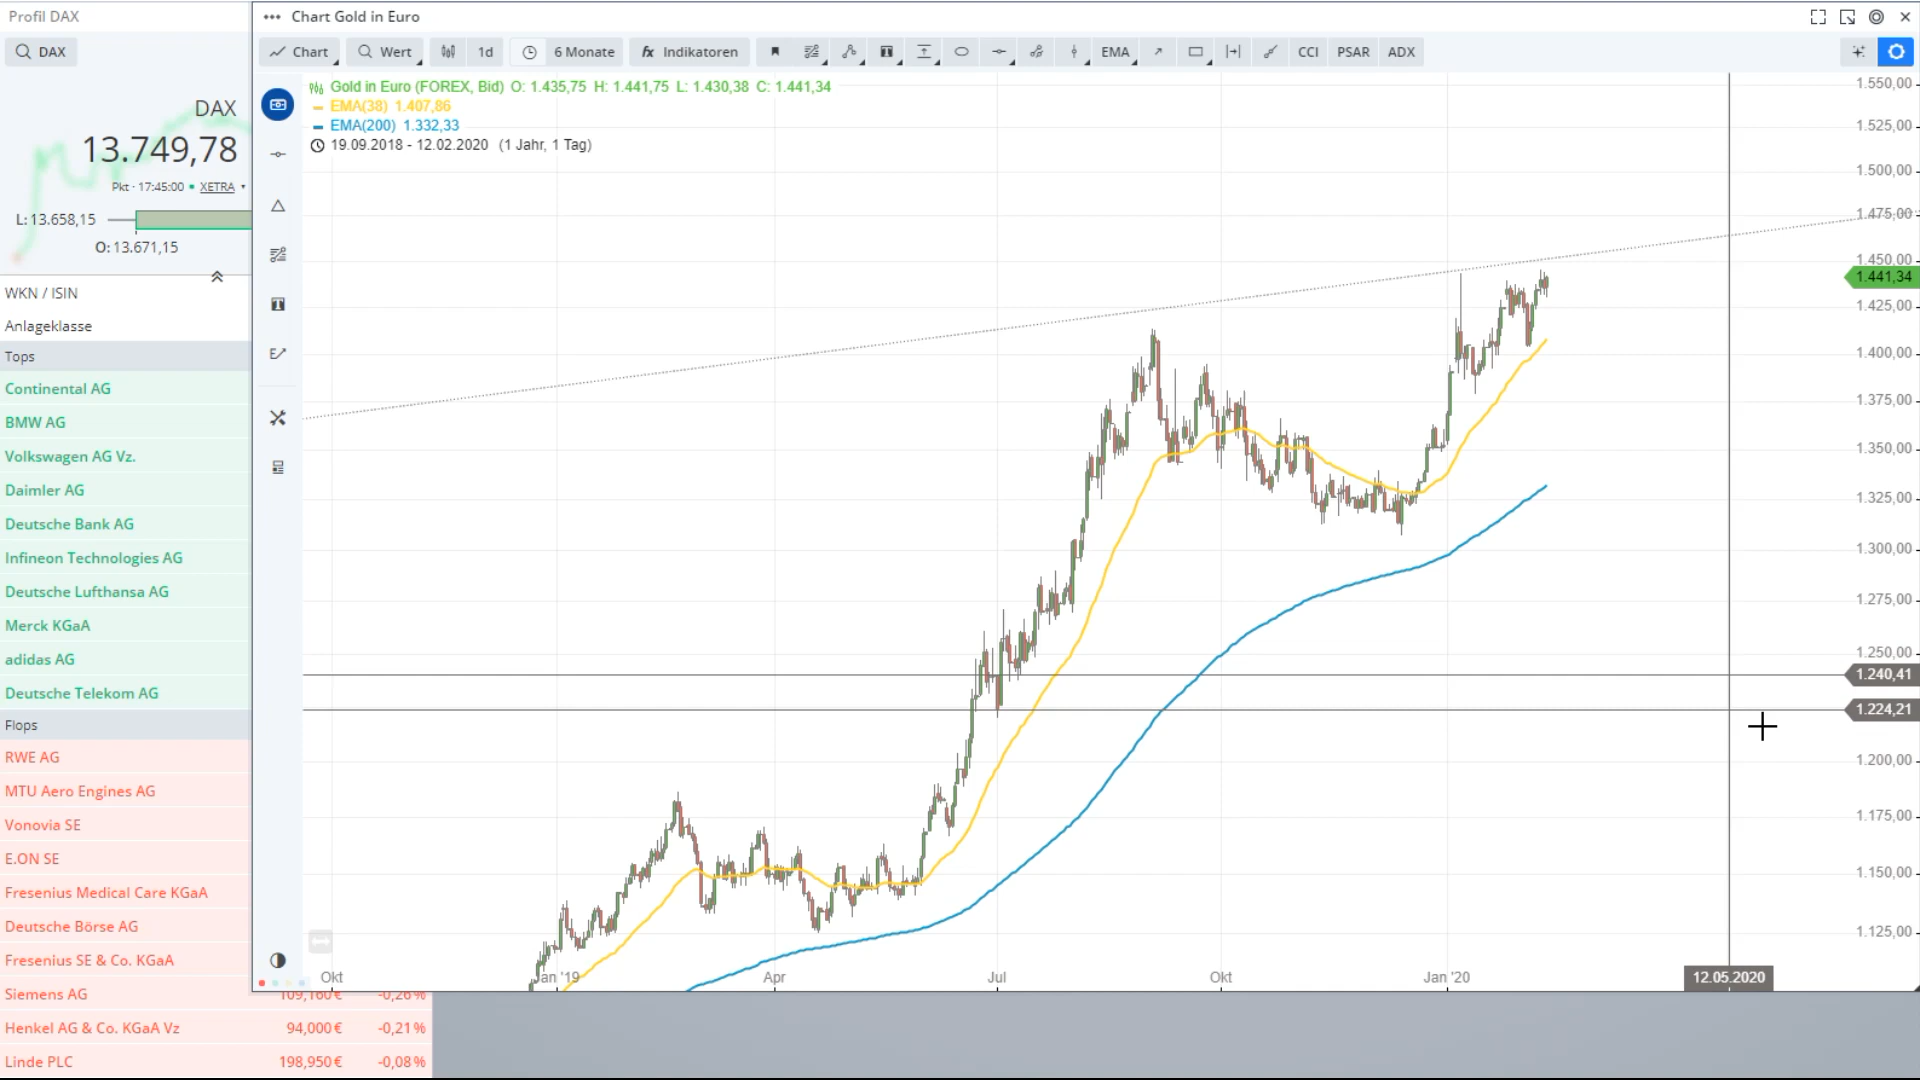 Profil DAX
DAX
DAX
13.749,78
Pkt · 17:45:00 XETRA
L: 13.658,15
O: 13.671,15
WKN / ISIN
Anlageklasse
Tops
Continental AG
BMW AG
Volkswagen AG Vz.
Daimler AG
Deutsche Bank AG
Infineon Technologies AG
Deutsche Lufthansa AG
Merck KGaA
adidas AG
Deutsche Telekom AG
Flops
RWE AG
MTU Aero Engines AG
Vonovia SE
E.ON SE
Fresenius Medical Care KGaA
Deutsche Börse AG
Fresenius SE & Co. KGaA
Siemens AG 109,160 € -0,26 %
Henkel AG & Co. KGaA Vz 94,000 € -0,21 %
Linde PLC 198,950 € -0,08 %
••• Chart Gold in Euro
Chart Wert 1d 6 Monate fx Indikatoren EMA CCI PSAR ADX
Gold in Euro (FOREX, Bid) O: 1.435,75 H: 1.441,75 L: 1.430,38 C: 1.441,34
EMA(38) 1.407,86
EMA(200) 1.332,33
19.09.2018 - 12.02.2020 (1 Jahr, 1 Tag)
1.550,00
1.525,00
1.500,00
1.475,00
1.450,00
1.441,34
1.425,00
1.400,00
1.375,00
1.350,00
1.325,00
1.300,00
1.275,00
1.250,00
1.240,41
1.224,21
1.200,00
1.175,00
1.150,00
1.125,00
Okt Jan '19 Apr Jul Okt Jan '20 12.05.2020